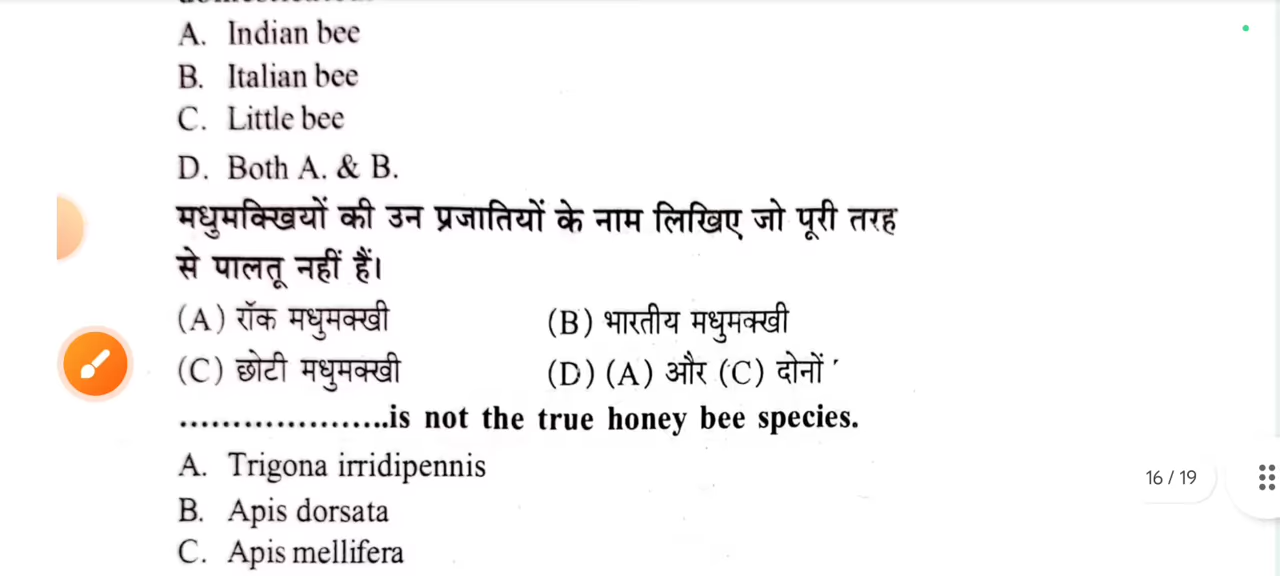 A. Indian bee
B. Italian bee
C. Little bee
D. Both A. & B.
मधुमक्खियों की उन प्रजातियों के नाम लिखिए जो पूरी तरह
से पालतू नहीं हैं।
(A) रॉक मधुमक्खी (B) भारतीय मधुमक्खी
(C) छोटी मधुमक्खी (D) (A) और (C) दोनों
.....................is not the true honey bee species.
A. Trigona irridipennis
16 / 19
B. Apis dorsata
C. Apis mellifera